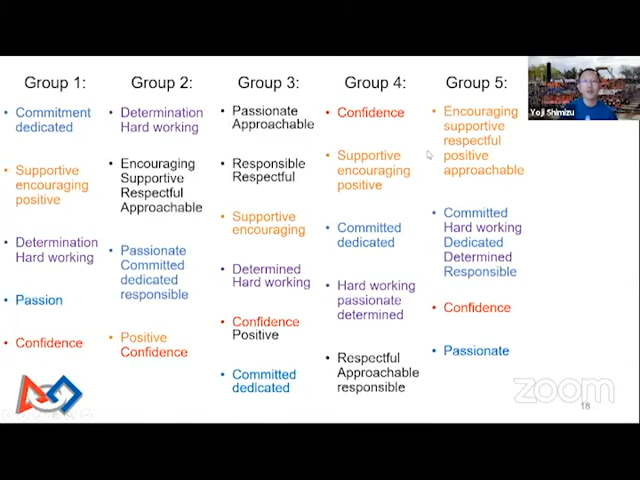 Group 1:
• Commitment
dedicated
• Supportive
encouraging
positive
• Determination
Hard working
• Passion
• Confidence
Group 2:
• Determination
Hard working
• Encouraging
Supportive
Respectful
Approachable
• Passionate
Committed
dedicated
responsible
• Positive
Confidence
Group 3:
• Passionate
Approachable
• Responsible
Respectful
• Supportive
encouraging
• Determined
Hard working
• Confidence
Positive
• Committed
dedicated
Group 4:
• Confidence
• Supportive
encouraging
positive
• Committed
dedicated
• Hard working
passionate
determined
• Respectful
Approachable
responsible
Group 5:
• Encouraging
supportive
respectful
positive
approachable
• Committed
Hard working
Dedicated
Determined
Responsible
• Confidence
• Passionate
Yoji Shimizu
zoom
18